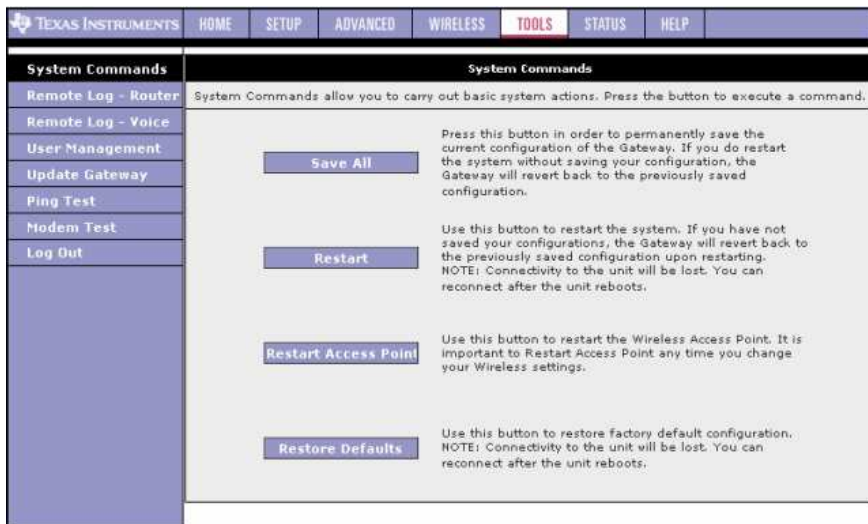 TEXAS INSTRUMENTS HOME SETUP ADVANCED WIRELESS TOOLS STATUS HELP
System Commands
Remote Log - Router
Remote Log - Voice
User Management
Update Gateway
Ping Test
Modem Test
Log Out
System Commands
System Commands allow you to carry out basic system actions. Press the button to execute a command.
Save All
Press this button in order to permanently save the
current configuration of the Gateway. If you do restart
the system without saving your configuration, the
Gateway will revert back to the previously saved
configuration.
Restart
Use this button to restart the system. If you have not
saved your configurations, the Gateway will revert back to
the previously saved configuration upon restarting.
NOTE: Connectivity to the unit will be lost. You can
reconnect after the unit reboots.
Restart Access Point
Use this button to restart the Wireless Access Point. It is
important to Restart Access Point any time you change
your Wireless settings.
Restore Defaults
Use this button to restore factory default configuration.
NOTE: Connectivity to the unit will be lost. You can
reconnect after the unit reboots.